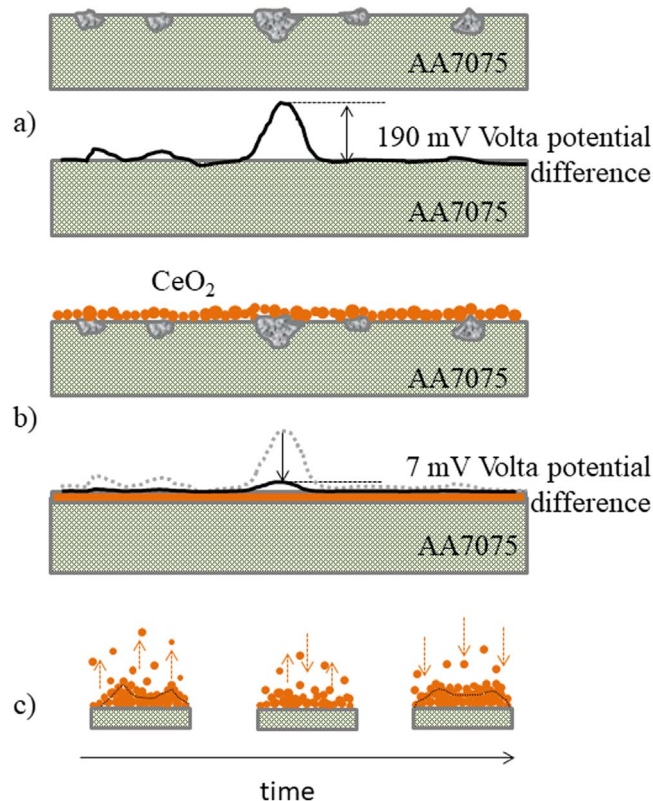 AA7075
a)
190 mV Volta potential
difference
AA7075
CeO₂
AA7075
b)
7 mV Volta potential
difference
AA7075
c)
time